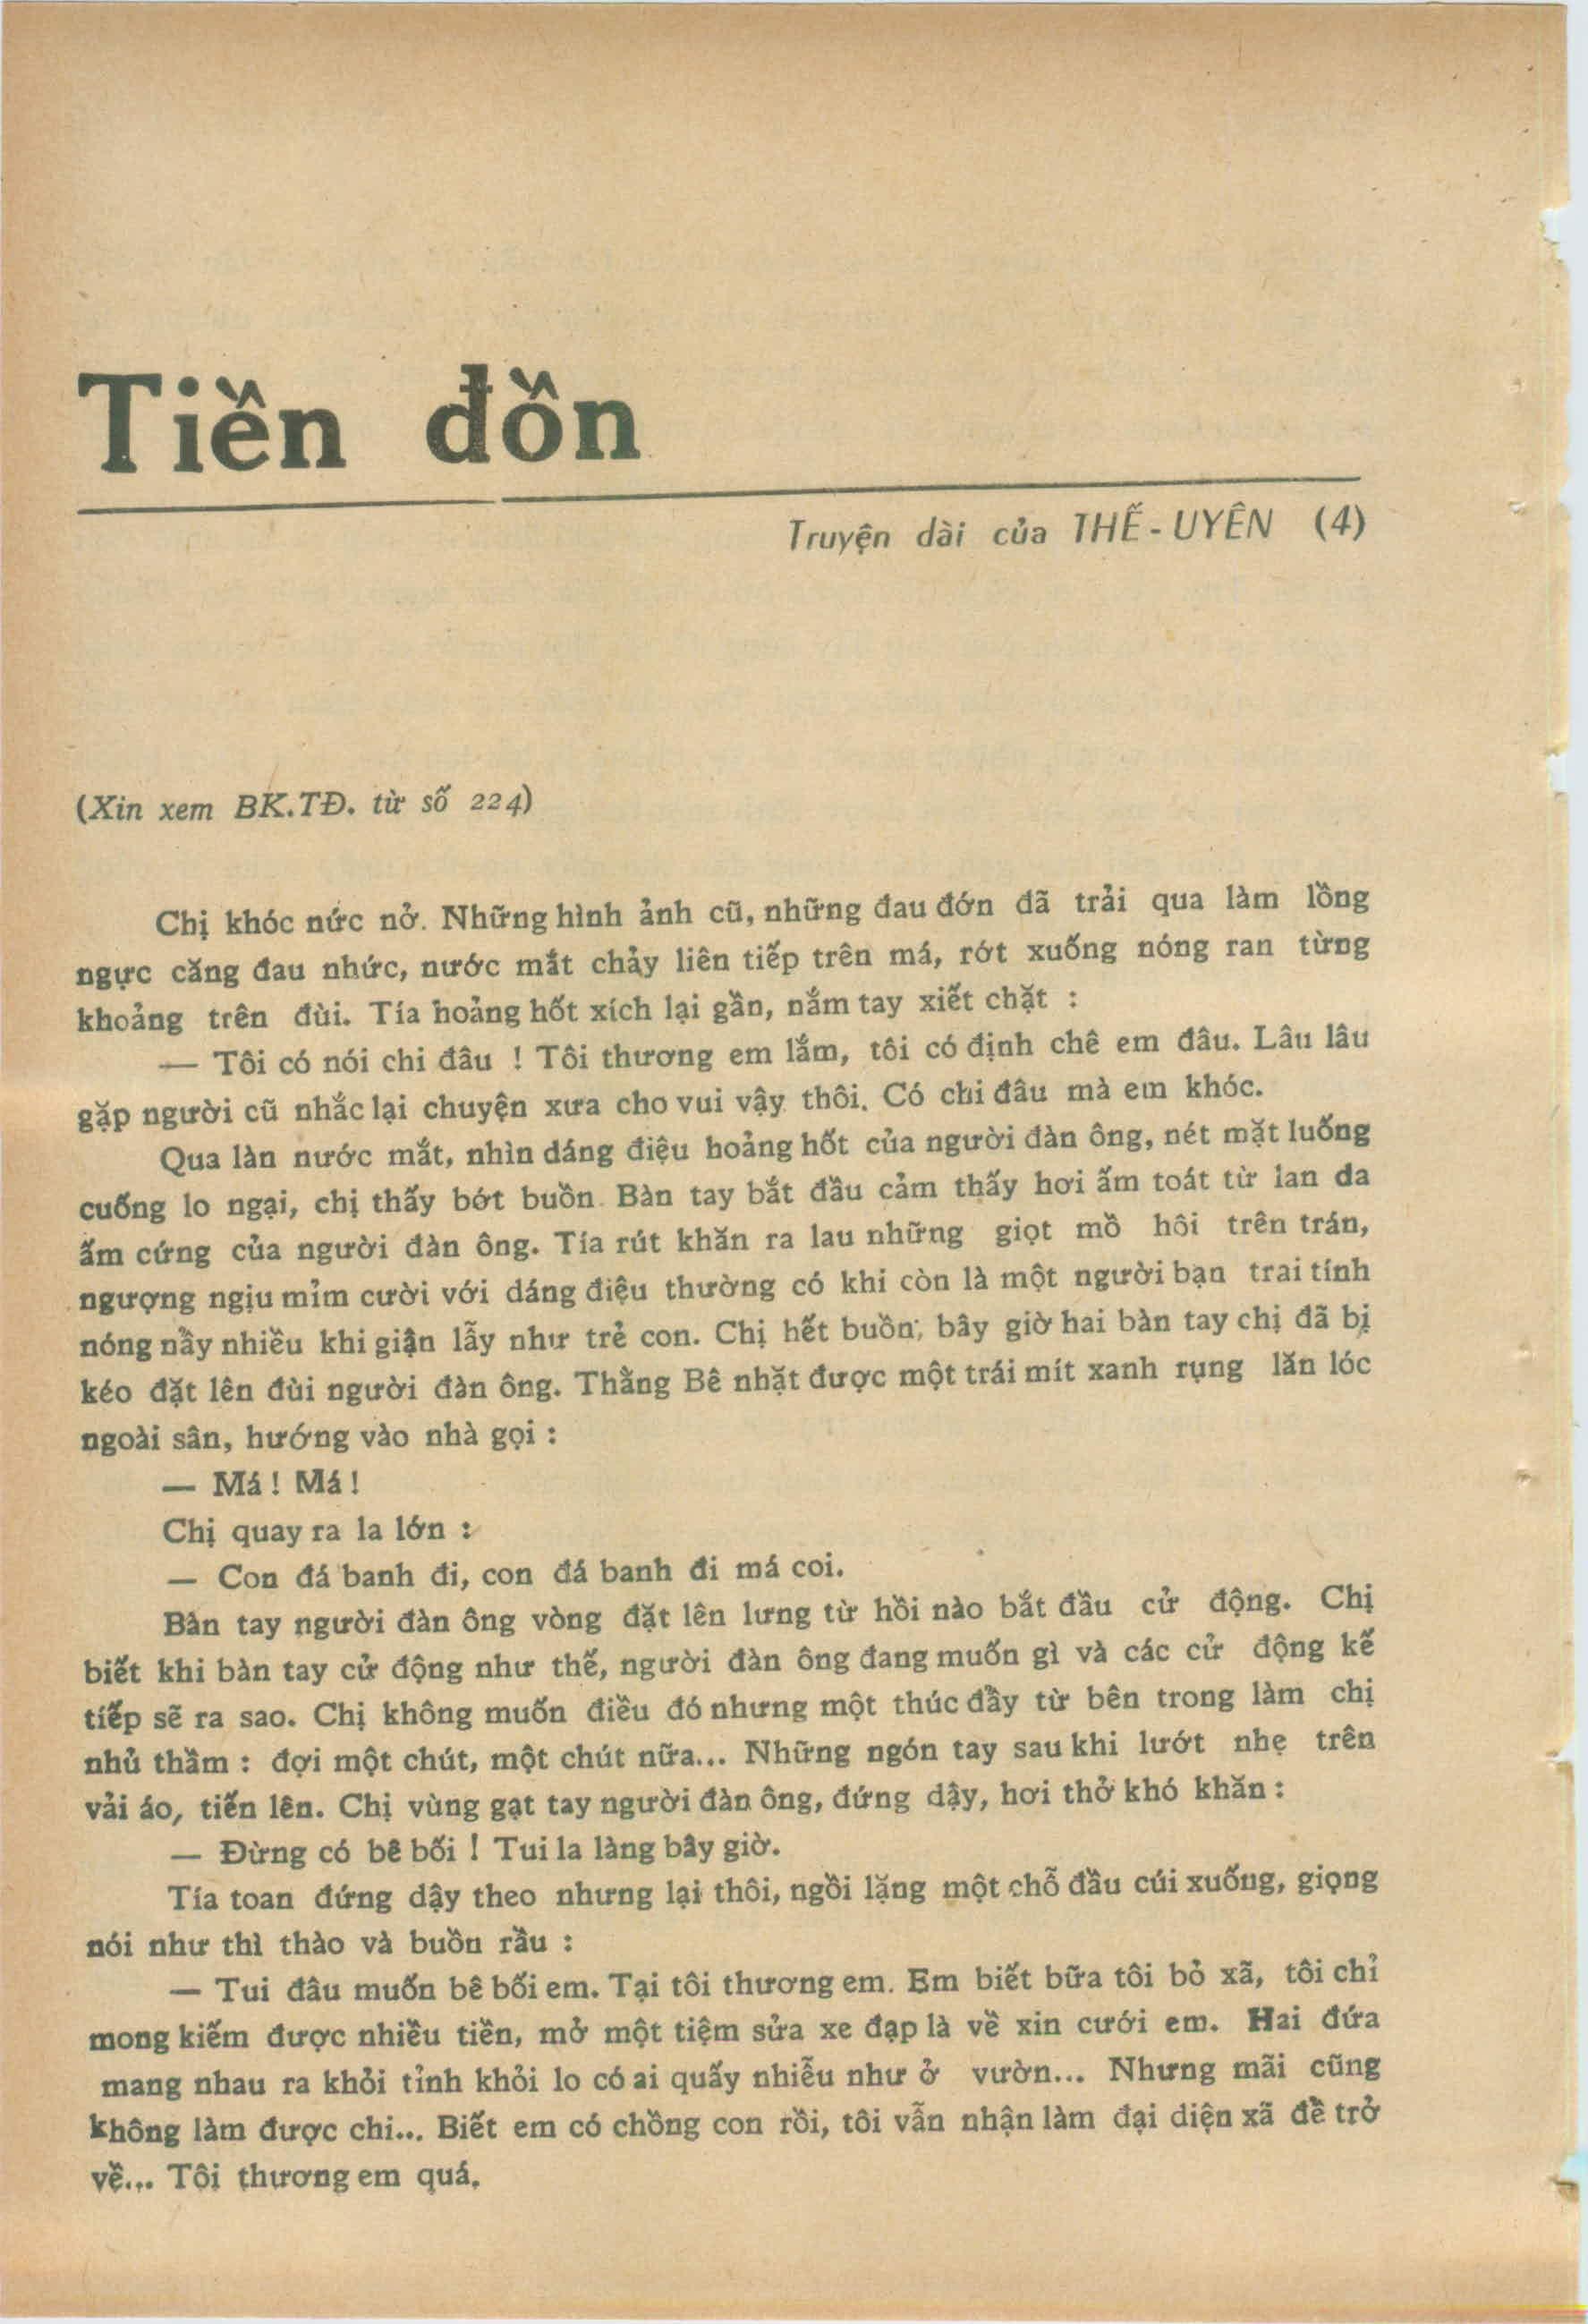 Tiền đồn
Truyện dài của THẾ-UYÊN (4)
(Xin xem BK.TĐ. từ số 224)
Chị khóc nức nở. Những hình ảnh cũ, những đau đớn đã trải qua làm lồng
ngực căng đau nhức, nước mắt chảy liên tiếp trên má, rớt xuống nóng ran từng
khoảng trên đùi. Tía hoảng hốt xích lại gần, nắm tay xiết chặt :
— Tôi có nói chi đâu ! Tôi thương em lắm, tôi có định chê em đâu. Lâu lâu
gặp người cũ nhắc lại chuyện xưa cho vui vậy thôi. Có chi đâu mà em khóc.
Qua làn nước mắt, nhìn dáng điệu hoảng hốt của người đàn ông, nét mặt luống
cuống lo ngại, chị thấy bớt buồn. Bàn tay bắt đầu cảm thấy hơi ấm toát từ làn da
ấm cứng của người đàn ông. Tía rút khăn ra lau những giọt mồ hôi trên trán,
ngượng ngịu mỉm cười với dáng điệu thường có khi còn là một người bạn trai tính
nóng nẩy nhiều khi giận lẫy như trẻ con. Chị hết buồn; bây giờ hai bàn tay chị đã bị
kéo đặt lên đùi người đàn ông. Thằng Bê nhặt được một trái mít xanh rụng lăn lóc
ngoài sân, hướng vào nhà gọi :
— Má ! Má !
Chị quay ra la lớn :
— Con đá banh đi, con đá banh đi má coi.
Bàn tay người đàn ông vòng đặt lên lưng từ hồi nào bắt đầu cử động. Chị
biết khi bàn tay cử động như thế, người đàn ông đang muốn gì và các cử động kế
tiếp sẽ ra sao. Chị không muốn điều đó nhưng một thúc đẩy từ bên trong làm chị
nhủ thầm : đợi một chút, một chút nữa... Những ngón tay sau khi lướt nhẹ trên
vải áo, tiến lên. Chị vùng gạt tay người đàn ông, đứng dậy, hơi thở khó khăn :
— Đừng có bê bối ! Tui la làng bây giờ.
Tía toan đứng dậy theo nhưng lại thôi, ngồi lặng một chỗ đầu cúi xuống, giọng
nói như thì thào và buồn rầu :
— Tui đâu muốn bê bối em. Tại tôi thương em. Em biết bữa tôi bỏ xã, tôi chỉ
mong kiếm được nhiều tiền, mở một tiệm sửa xe đạp là về xin cưới em. Hai đứa
mang nhau ra khỏi tỉnh khỏi lo có ai quấy nhiễu như ở vườn... Nhưng mãi cũng
không làm được chi... Biết em có chồng con rồi, tôi vẫn nhận làm đại diện xã để trở
về... Tôi thương em quá.